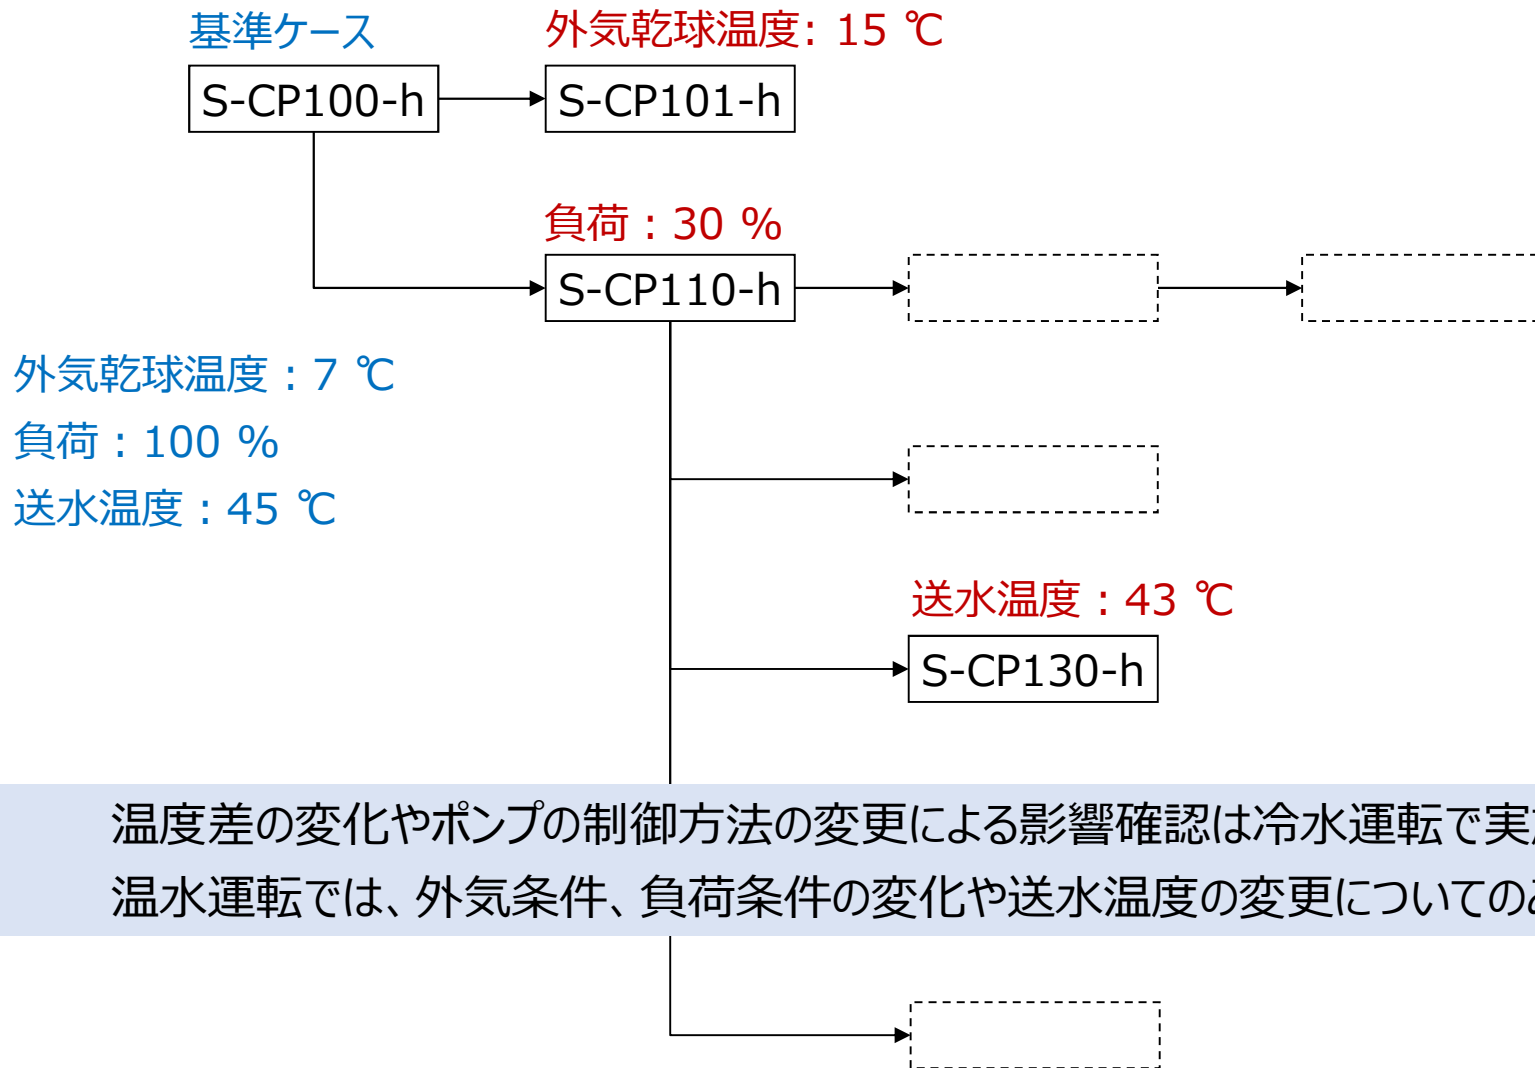 基準ケース
外気乾球温度: 15 ℃
S-CP100-h
S-CP101-h
負荷：30 %
S-CP110-h
外気乾球温度：7 ℃
負荷：100 %
送水温度：45 ℃
送水温度：43 ℃
S-CP130-h
温度差の変化やポンプの制御方法の変更による影響確認は冷水運転で実
温水運転では、外気条件、負荷条件の変化や送水温度の変更についての